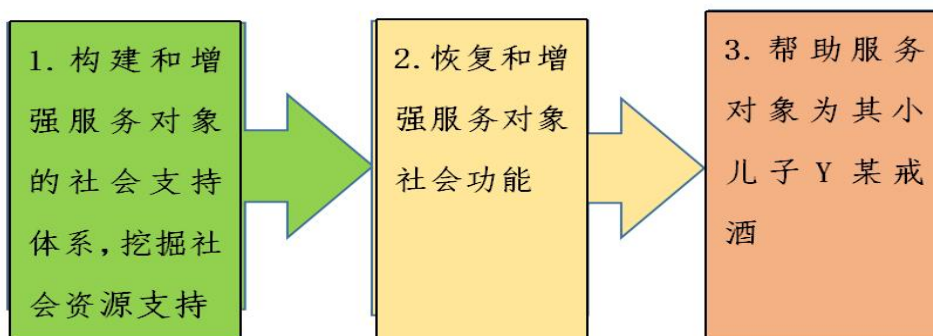 1. 构建和增
强服务对象
的社会支持
体系，挖掘社
会资源支持
2. 恢复和增
强服务对象
社会功能
3. 帮助服务
对象为其小
儿子 Y 某戒
酒